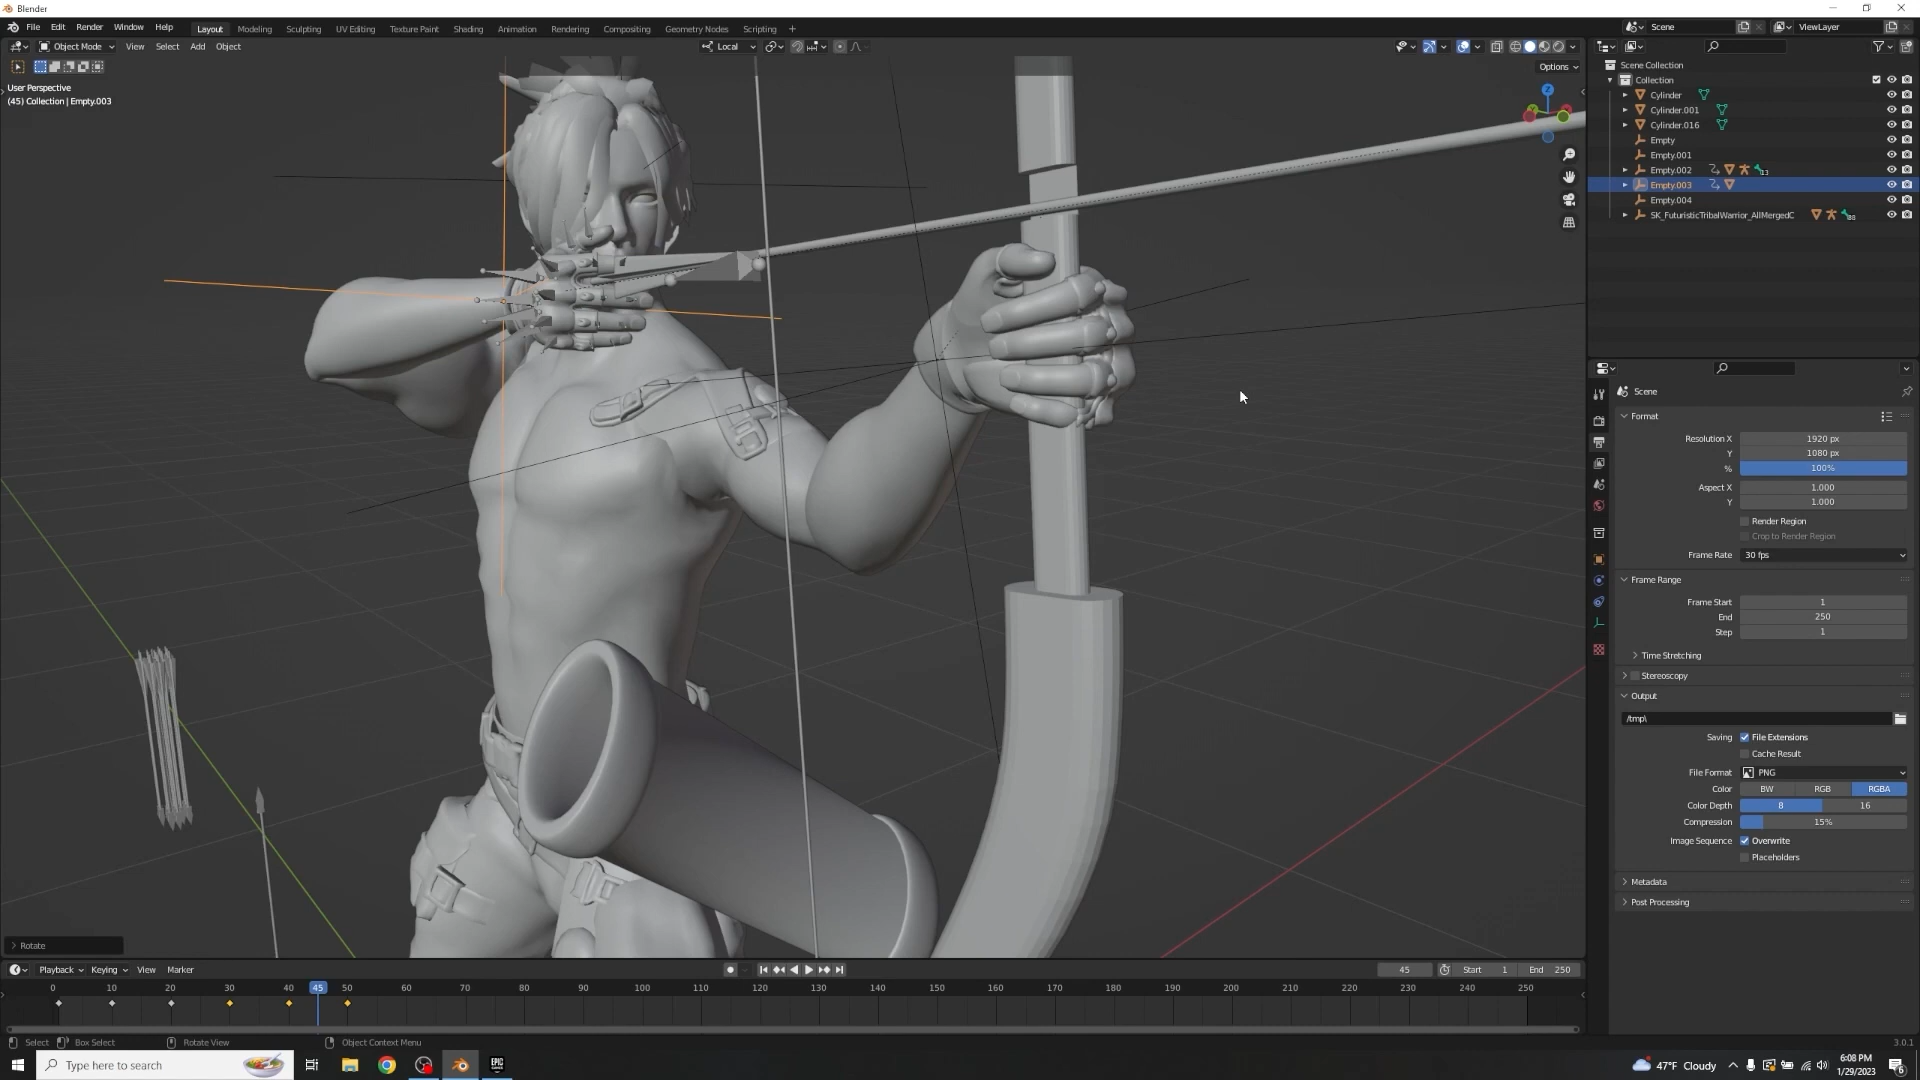 Blender
File Edit Render Window Help Layout Modeling Sculpting UV Editing Texture Paint Shading Animation Rendering Compositing Geometry Nodes Scripting + Scene ViewLayer
Object Mode View Select Add Object Local
Options
User Perspective
(45) Collection | Empty.003
Scene Collection
Collection
Cylinder
Cylinder.001
Cylinder.016
Empty
Empty.001
Empty.002 13
Empty.003
Empty.004
SK_FuturisticTribalWarrior_AllMergedC 88
Scene
Format
Resolution X 1920 px
Y 1080 px
% 100%
Aspect X 1.000
Y 1.000
Render Region
Crop to Render Region
Frame Rate 30 fps
Frame Range
Frame Start 1
End 250
Step 1
Time Stretching
Stereoscopy
Output
/tmp\
Saving File Extensions
Cache Result
File Format PNG
Color BW RGB RGBA
Color Depth 8 16
Compression 15%
Image Sequence Overwrite
Placeholders
Metadata
Post Processing
Z
Rotate
Playback Keying View Marker 45 Start 1 End 250
0 10 20 30 40 45 50 60 70 80 90 100 110 120 130 140 150 160 170 180 190 200 210 220 230 240 250
Select Box Select Rotate View Object Context Menu 3.0.1
Type here to search EPIC GAMES 47°F Cloudy 6:08 PM
1/29/2023 6